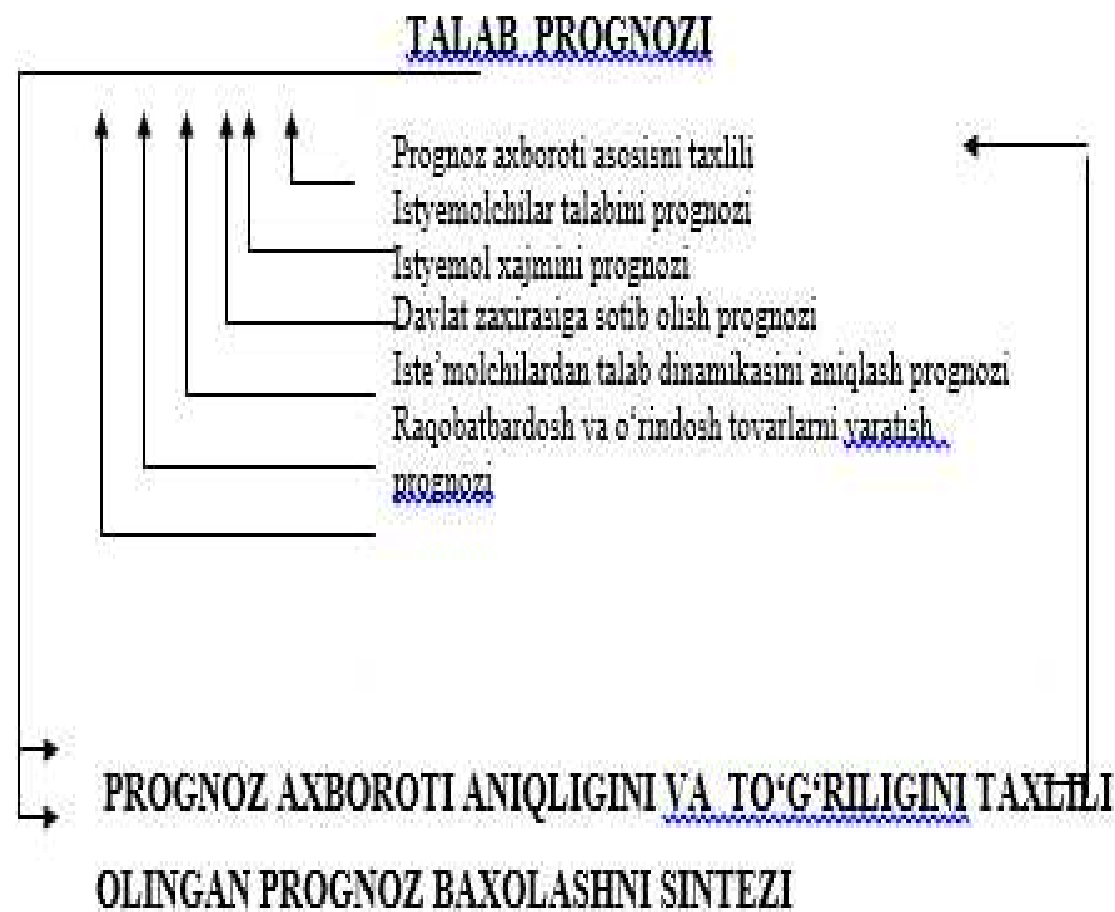 TALAB PROGNOZI
Prognoz axboroti asosisni taxlili
Istyemolchilar talabini prognozi
Istyemol xajmini prognozi
Davlat zaxirasiga sotib olish prognozi
Iste’molchilardan talab dinamikasini aniqlash prognozi
Raqobatbardosh va o‘rindosh tovarlarni yaratish
prognozi
PROGNOZ AXBOROTI ANIQLIGINI VA TO‘G‘RILIGINI TAXLILI
OLINGAN PROGNOZ BAXOLASHNI SINTEZI